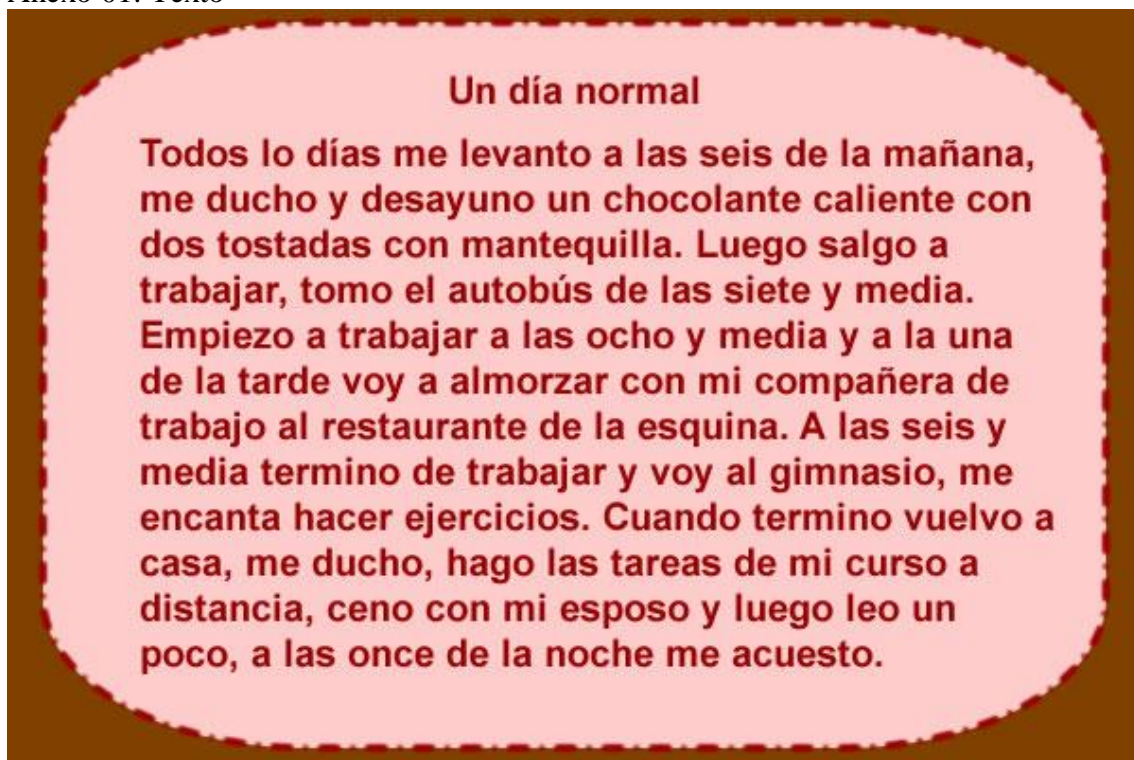 Un día normal
Todos lo días me levanto a las seis de la mañana,
me ducho y desayuno un chocolante caliente con
dos tostadas con mantequilla. Luego salgo a
trabajar, tomo el autobús de las siete y media.
Empiezo a trabajar a las ocho y media y a la una
de la tarde voy a almorzar con mi compañera de
trabajo al restaurante de la esquina. A las seis y
media termino de trabajar y voy al gimnasio, me
encanta hacer ejercicios. Cuando termino vuelvo a
casa, me ducho, hago las tareas de mi curso a
distancia, ceno con mi esposo y luego leo un
poco, a las once de la noche me acuesto.